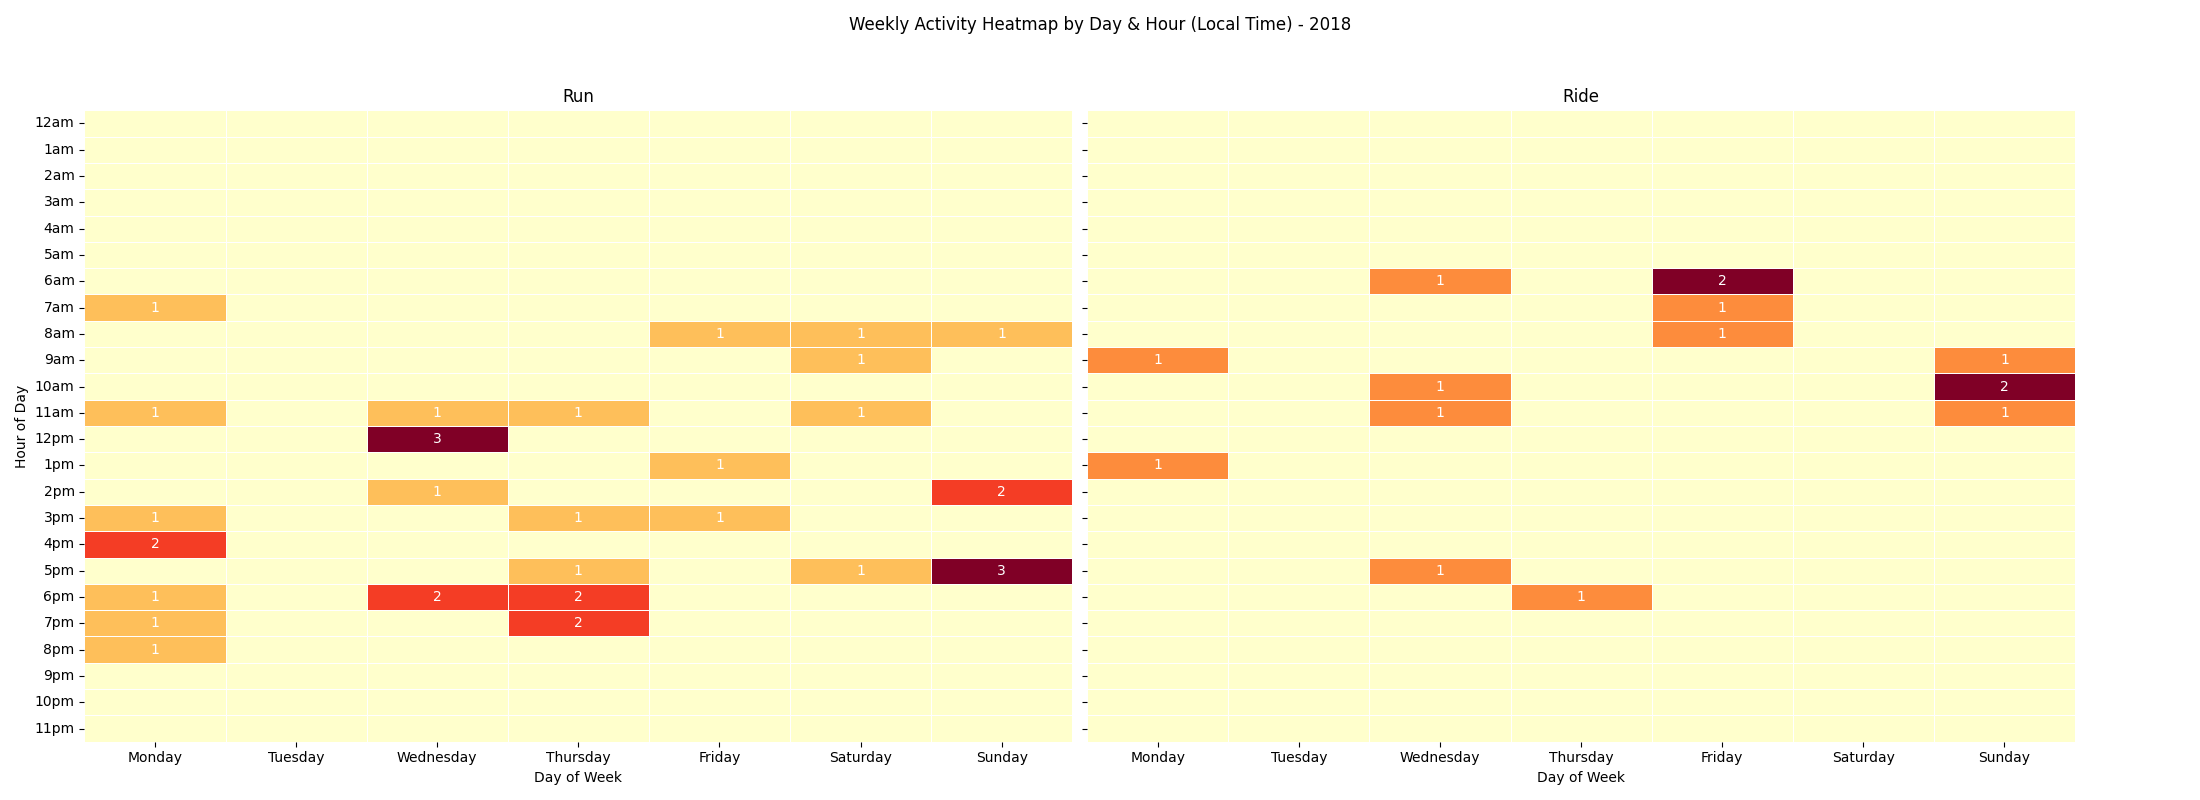 Weekly Activity Heatmap by Day & Hour (Local Time) - 2018
Run Ride
12am
1am
2am
3am
4am
5am
6am 1 2
7am 1 1
8am 1 1 1 1
9am 1 1 1
10am 1 2
11am 1 1 1 1 1 1
12pm 3
1pm 1 1
2pm 1 2
3pm 1 1 1
4pm 2
5pm 1 1 3 1
6pm 1 2 2 1
7pm 1 2
8pm 1
9pm
10pm
11pm
Hour of Day
Monday Tuesday Wednesday Thursday Friday Saturday Sunday Monday Tuesday Wednesday Thursday Friday Saturday Sunday
Day of Week Day of Week